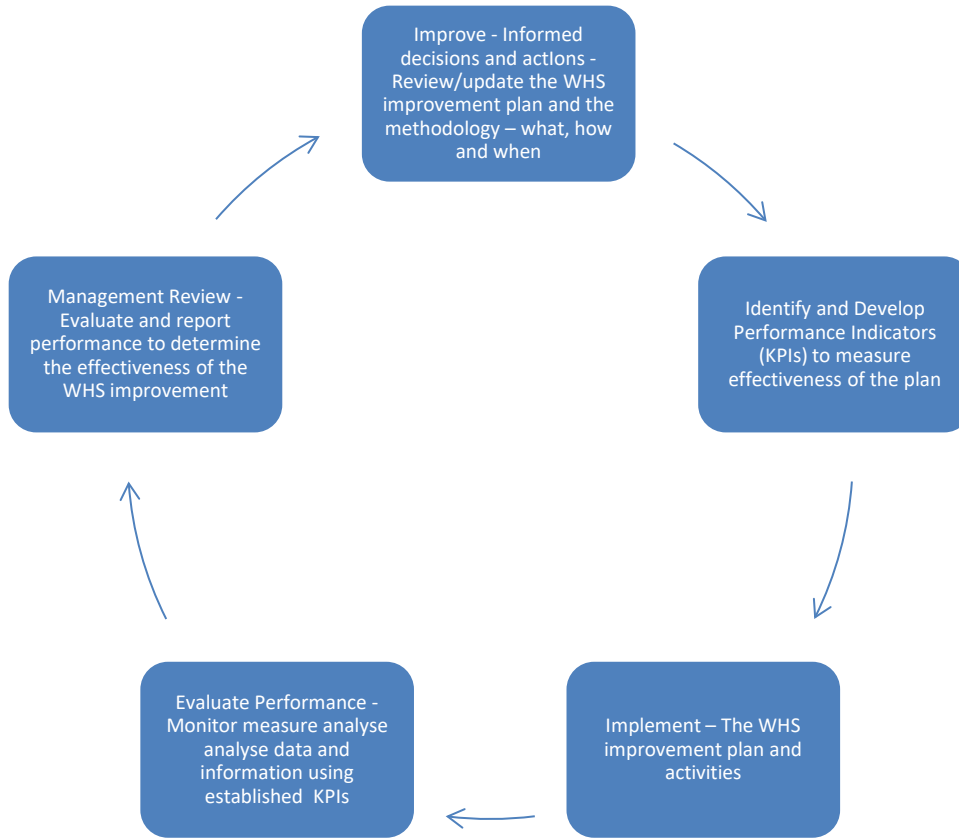 Improve - Informed
decisions and actIons -
Review/update the WHS
improvement plan and the
methodology – what, how
and when
Identify and Develop
Performance Indicators
(KPIs) to measure
effectiveness of the plan
Implement – The WHS
improvement plan and
activities
Evaluate Performance -
Monitor measure analyse
analyse data and
information using
established  KPIs
Management Review -
Evaluate and report
performance to determine
the effectiveness of the
WHS improvement